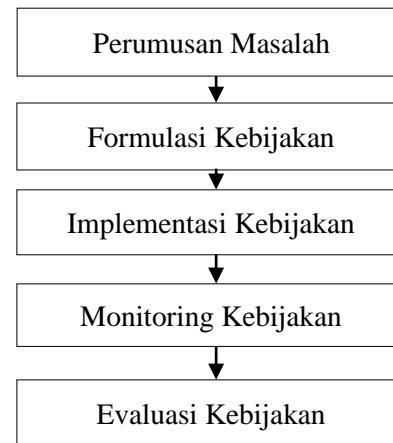 Perumusan Masalah
Formulasi Kebijakan
Implementasi Kebijakan
Monitoring Kebijakan
Evaluasi Kebijakan